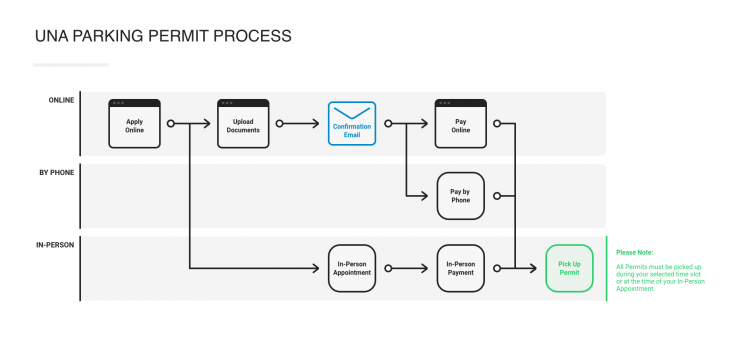 UNA PARKING PERMIT PROCESS
ONLINE
Apply
Online
Upload
Documents
Confirmation
Email
Pay
Online
BY PHONE
Pay by
Phone
IN-PERSON
In-Person
Appointment
In-Person
Payment
Pick Up
Permit
Please Note:
All Permits must be picked up
during your selected time slot
or at the time of your In-Person
Appointment.